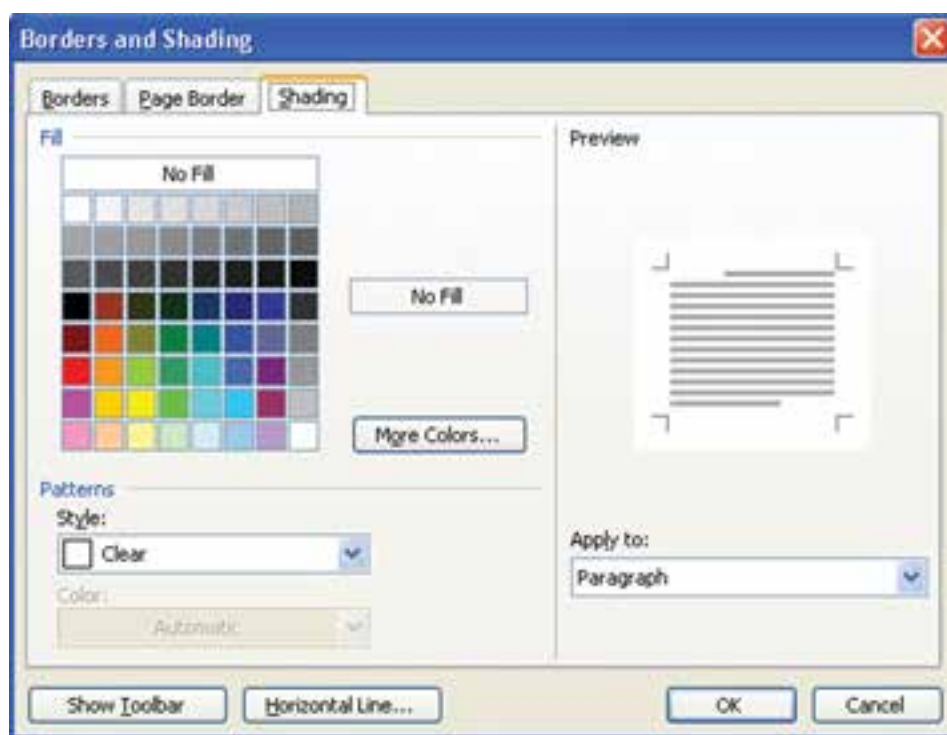 Borders and Shading
Borders Page Border Shading
Fill
No Fill
No Fill
More Colors...
Patterns
Style:
Clear
Color:
Automatic
Preview
Apply to:
Paragraph
Show Toolbar Horizontal Line... OK Cancel